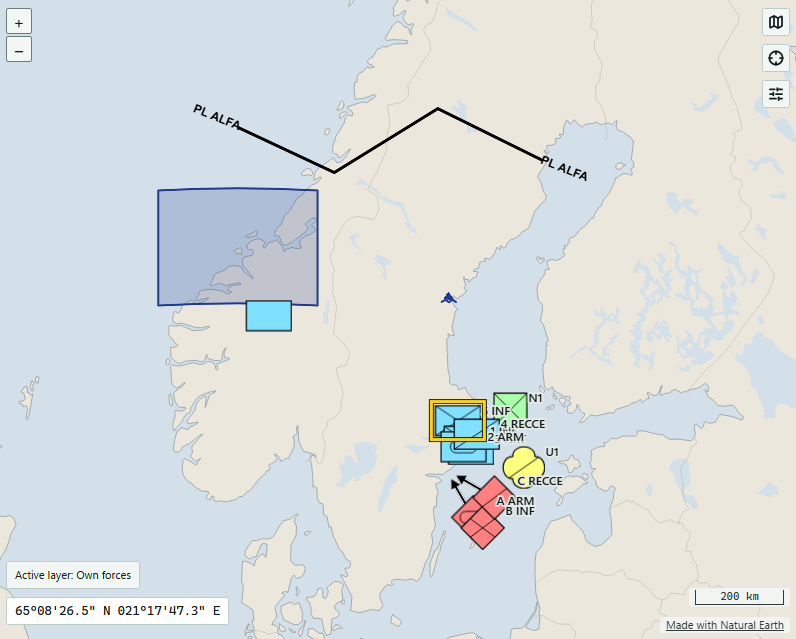 +
−
PL ALFA
PL ALFA
N1
INF
4 RECCE
2 ARM
U1
C RECCE
A ARM
B INF
Active layer: Own forces
65°08'26.5" N 021°17'47.3" E
200 km
Made with Natural Earth